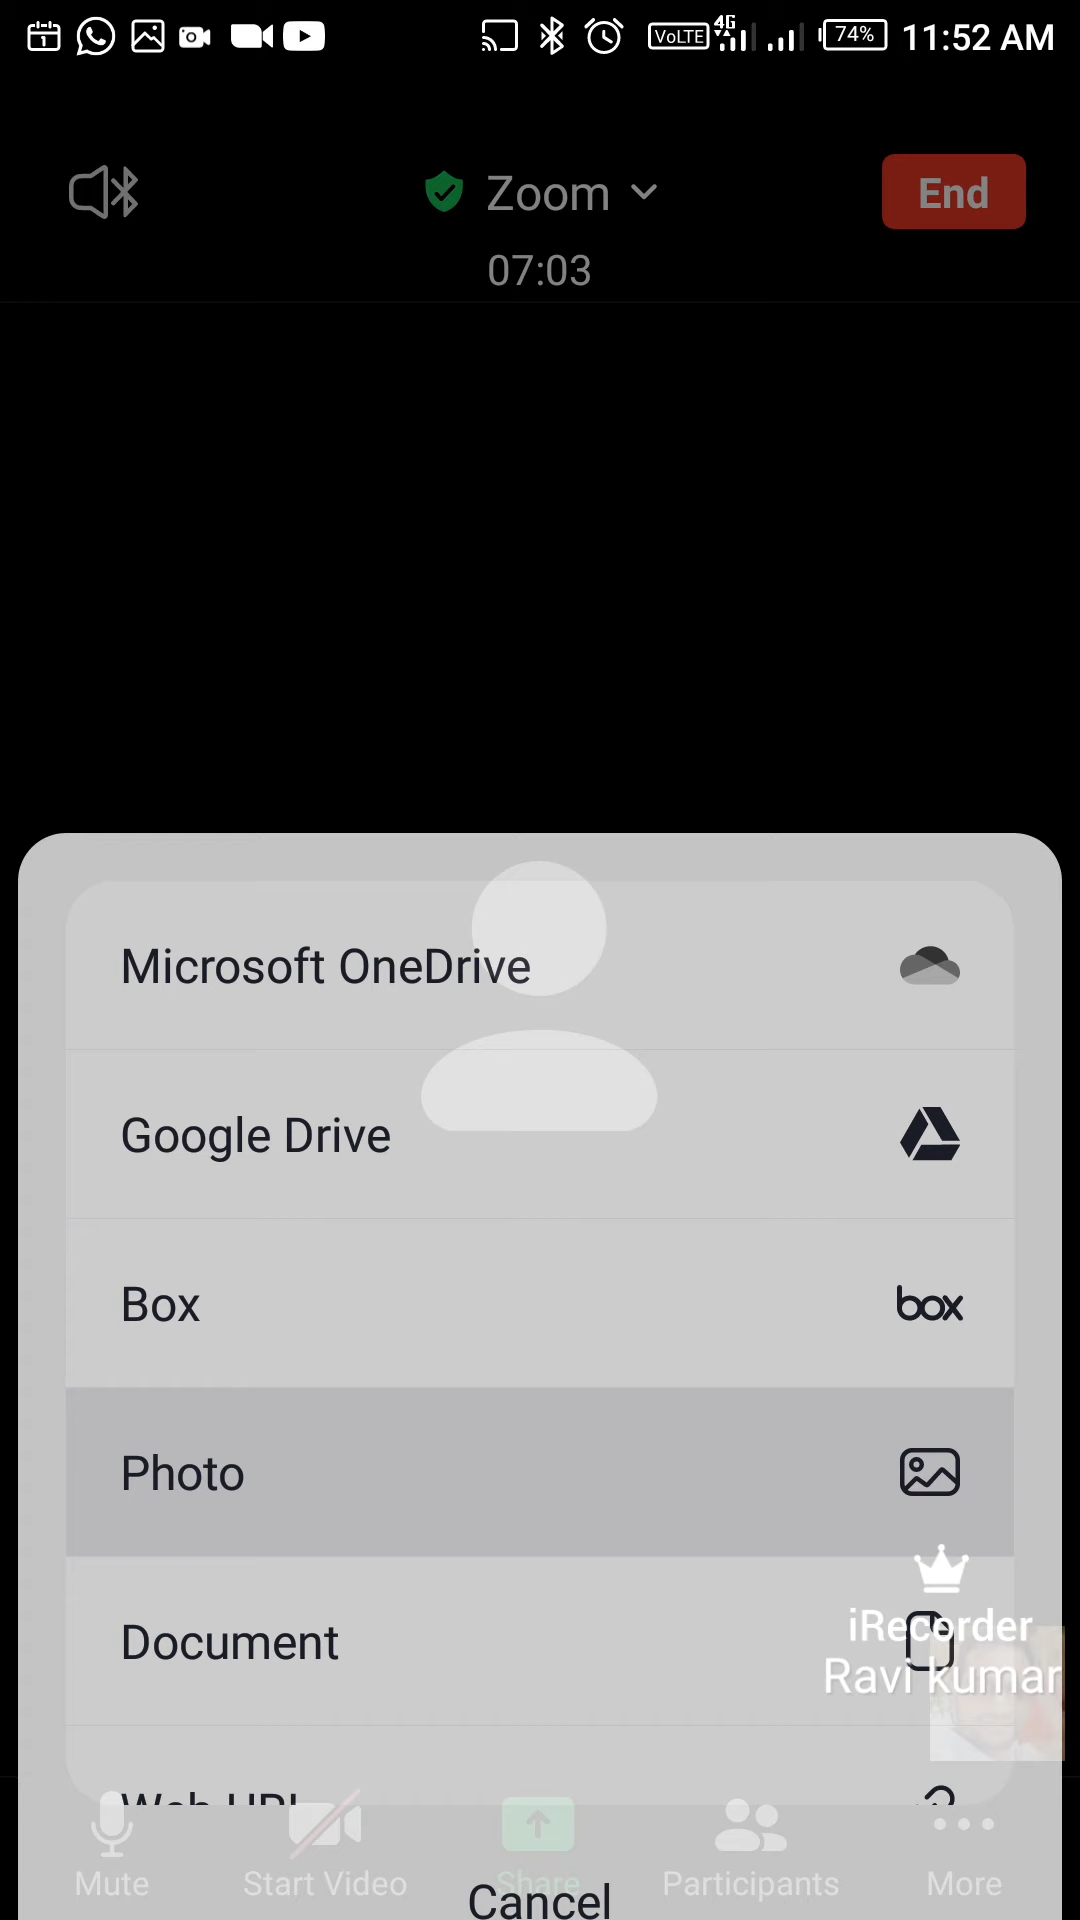 VoLTE 4G 74% 11:52 AM
Zoom
End
07:03
Microsoft OneDrive
Google Drive
Box
box
Photo
Document
iRecorder
Ravi kumar
Web URL
Mute
Start Video
Share
Participants
More
Cancel